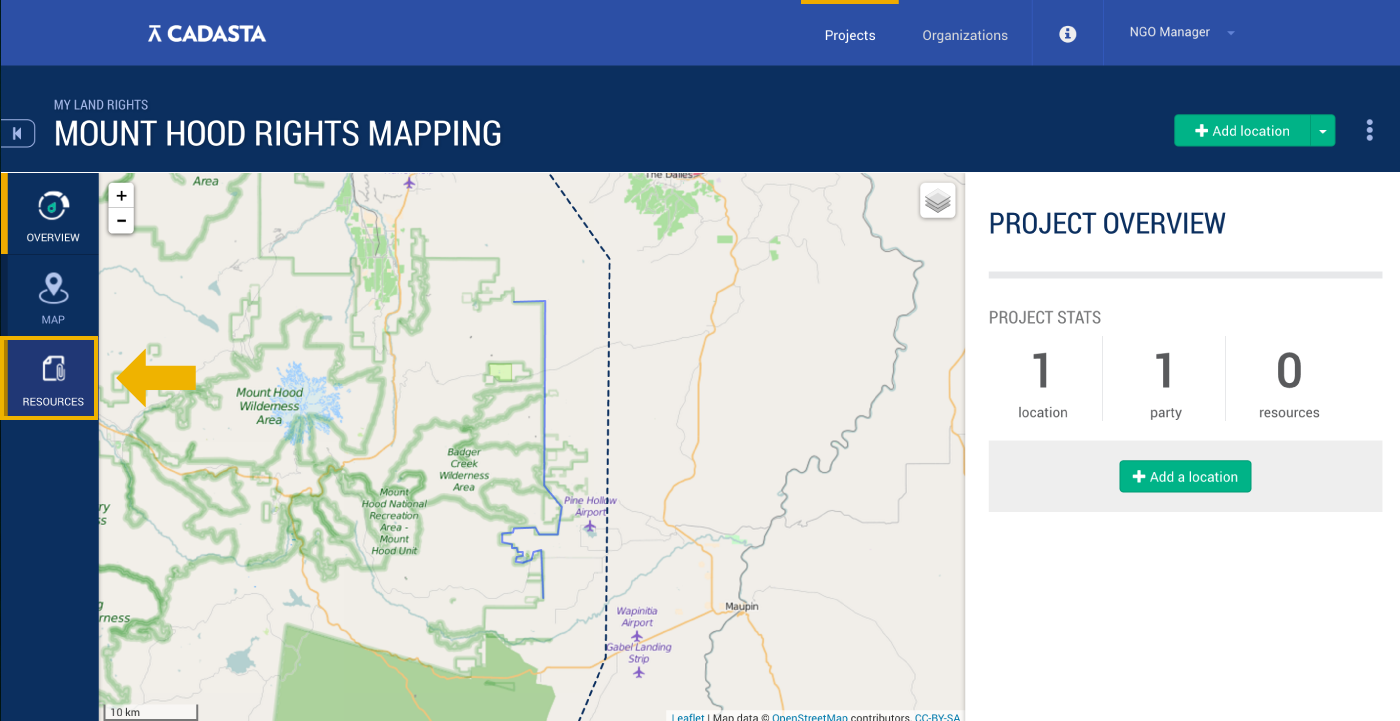 CADASTA
Projects
Organizations
NGO Manager
MY LAND RIGHTS
MOUNT HOOD RIGHTS MAPPING
+ Add location
OVERVIEW
MAP
RESOURCES
+
−
Area
The Dalles
Mount Hood
Wilderness
Area
Badger
Creek
Wilderness
Area
Mount
Hood National
Recreation
Area -
Mount
Hood Unit
Pine Hollow
Airport
Wapinitia
Airport
Gabel Landing
Strip
Maupin
10 km
Leaflet | Map data © OpenStreetMap contributors, CC-BY-SA
PROJECT OVERVIEW
PROJECT STATS
1
location
1
party
0
resources
+ Add a location